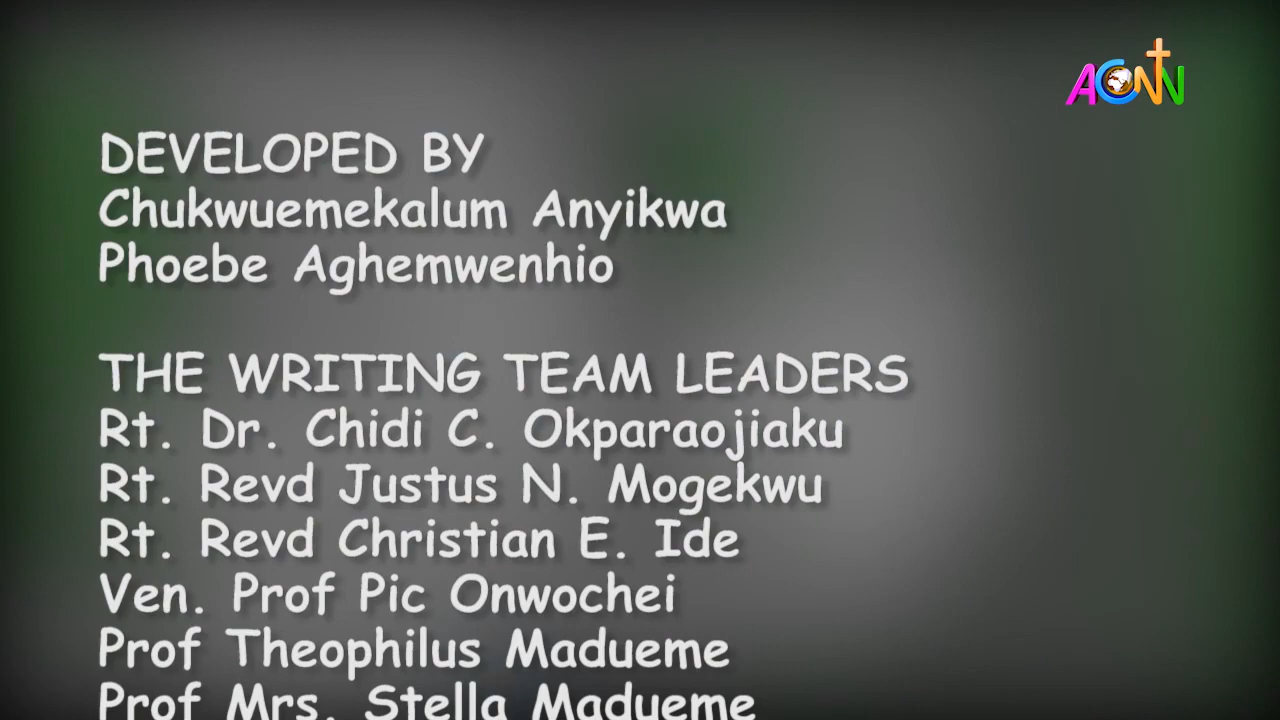 ACNN
DEVELOPED BY
Chukwuemekalum Anyikwa
Phoebe Aghemwenhio
THE WRITING TEAM LEADERS
Rt. Dr. Chidi C. Okparaojiaku
Rt. Revd Justus N. Mogekwu
Rt. Revd Christian E. Ide
Ven. Prof Pic Onwochei
Prof Theophilus Madueme
Prof Mrs. Stella Madueme